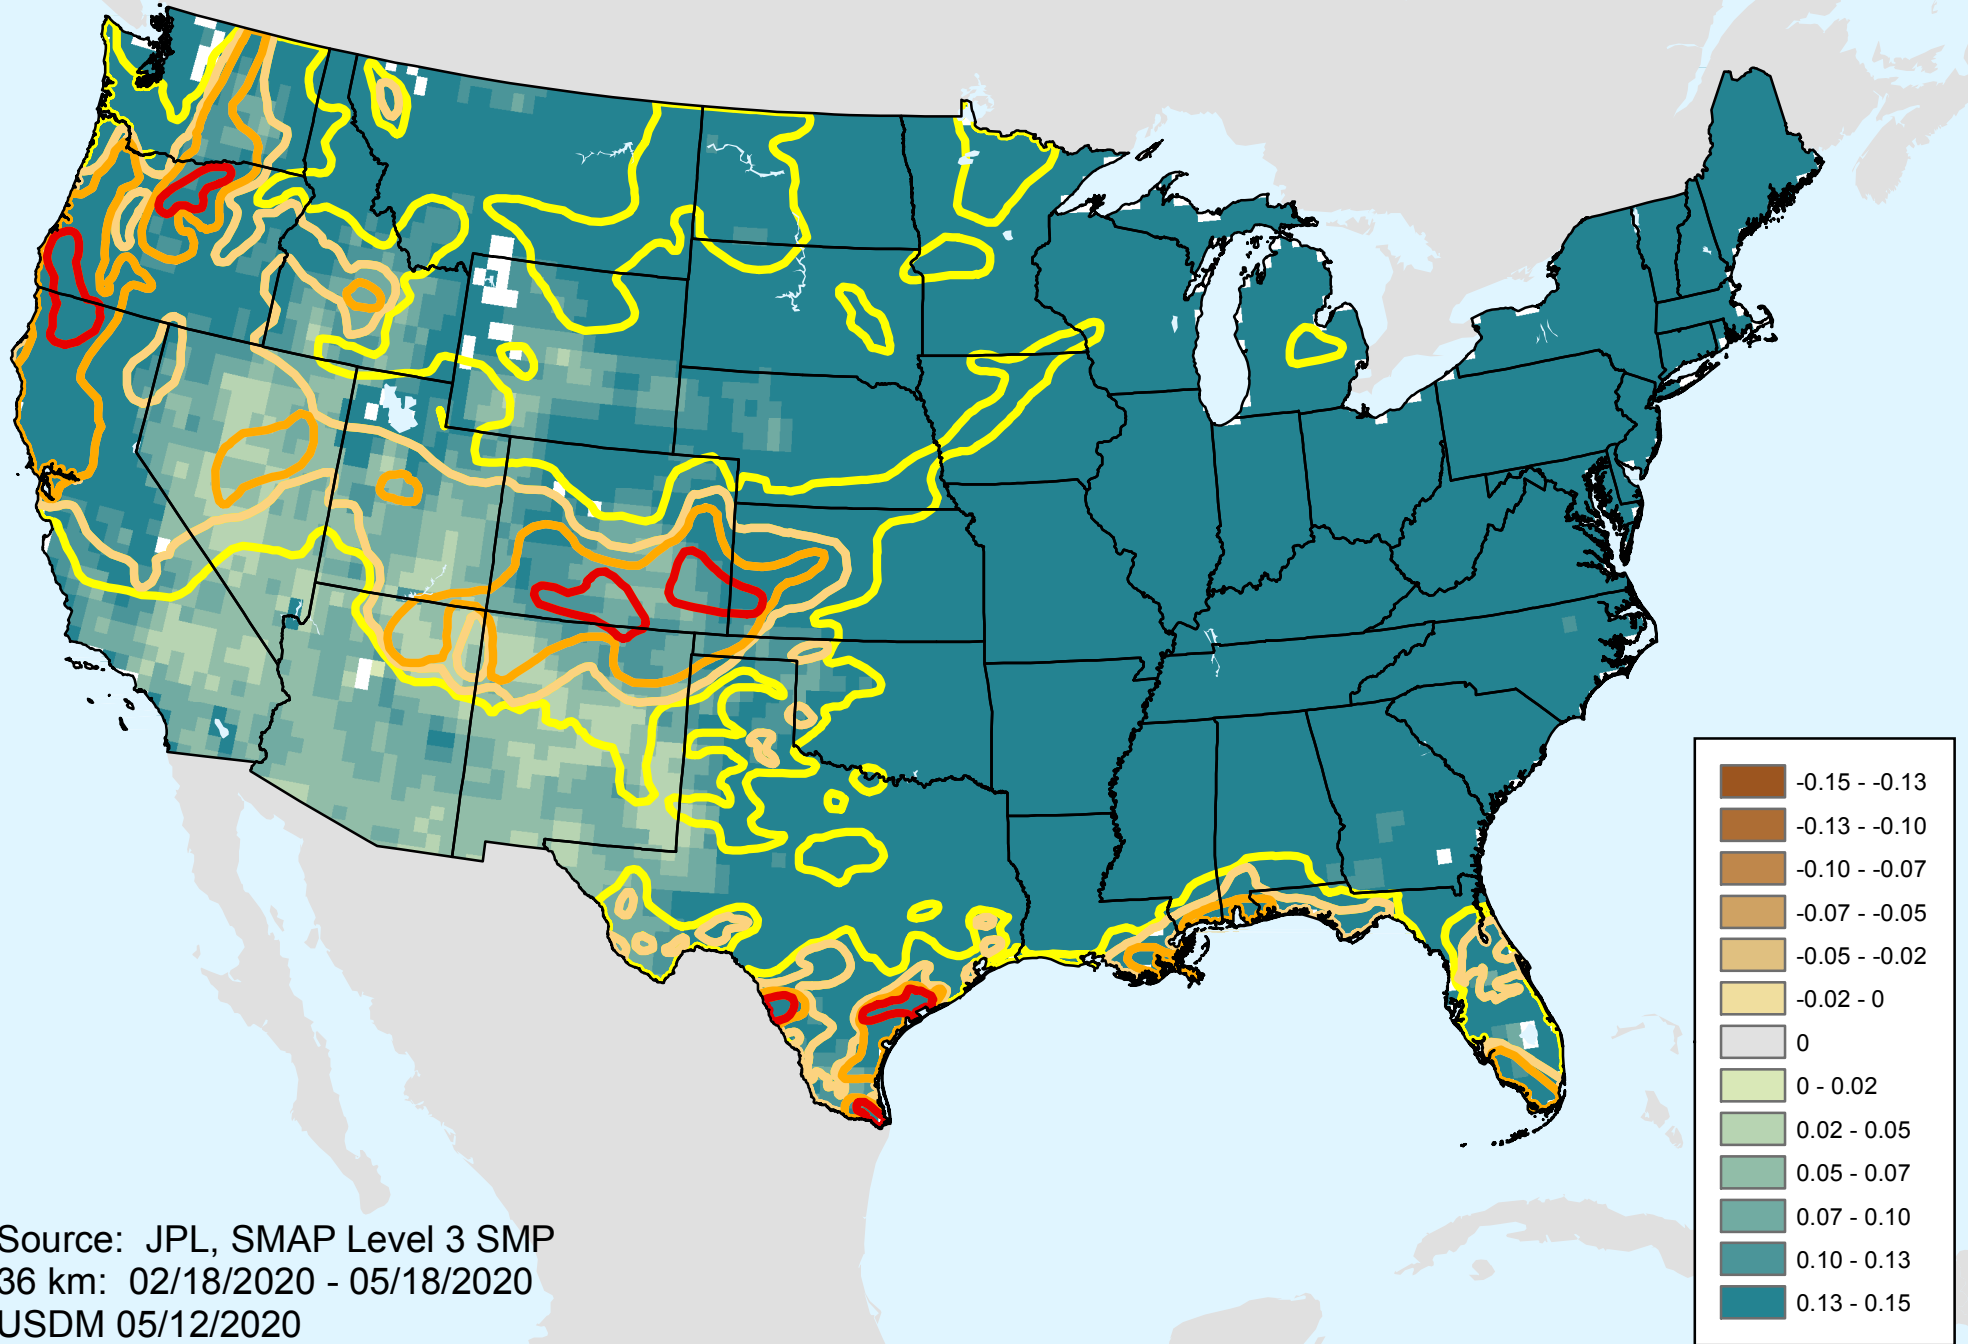 -0.15 - -0.13
-0.13 - -0.10
-0.10 - -0.07
-0.07 - -0.05
-0.05 - -0.02
-0.02 - 0
0
0 - 0.02
0.02 - 0.05
0.05 - 0.07
0.07 - 0.10
0.10 - 0.13
0.13 - 0.15
Source: JPL, SMAP Level 3 SMP
36 km: 02/18/2020 - 05/18/2020
USDM 05/12/2020